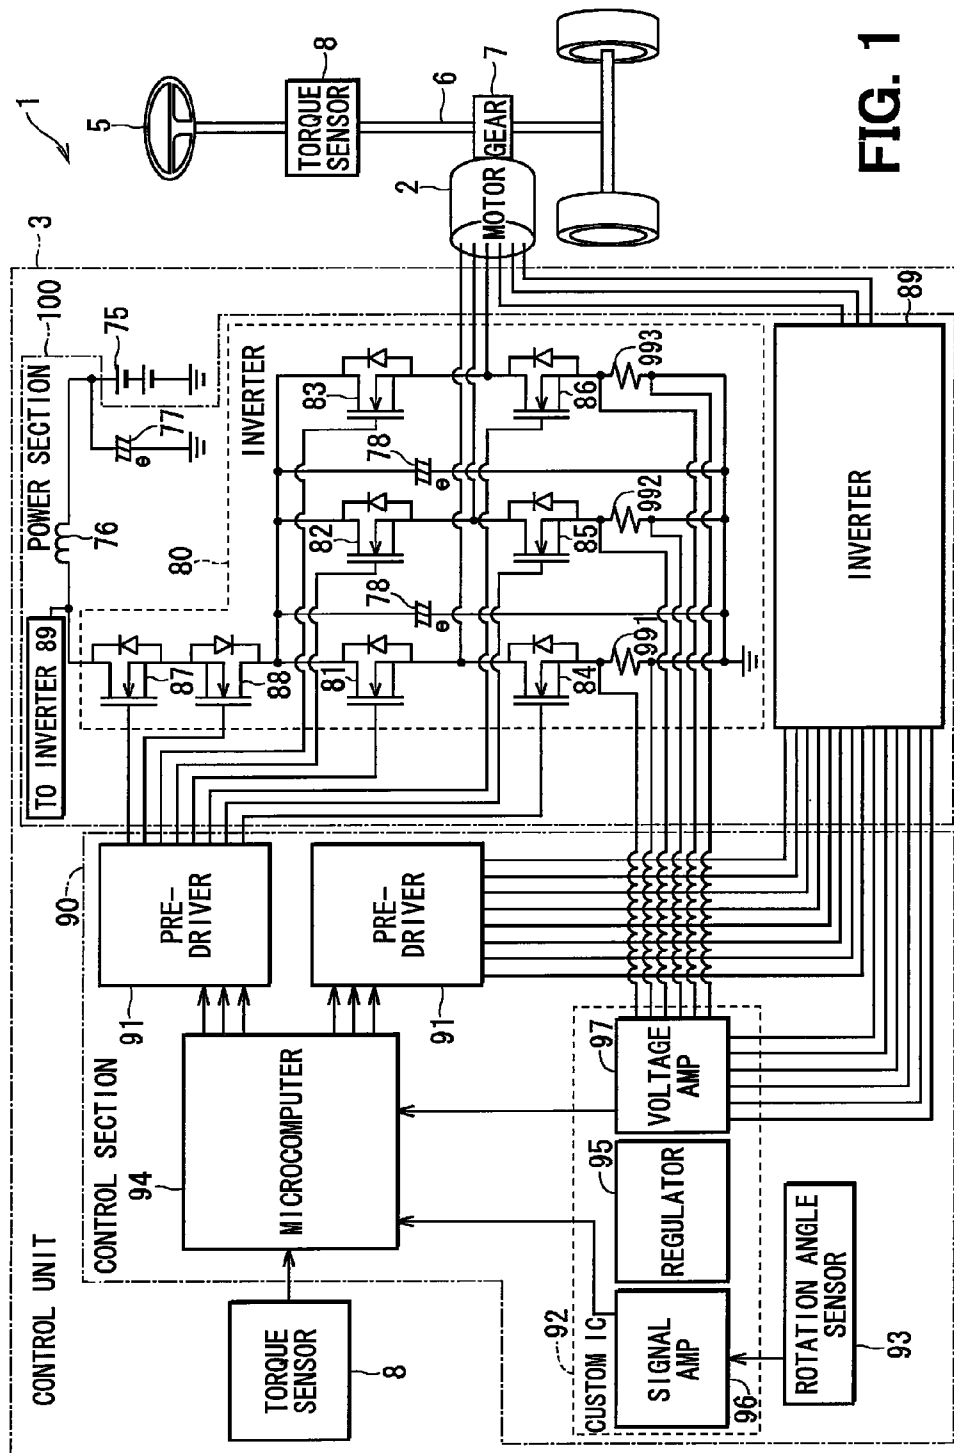 FIG. 1
1
5
TORQUE
SENSOR
8
6
GEAR
7
MOTOR
2
3
CONTROL UNIT
POWER SECTION
100
75
77
⊖
76
TO INVERTER 89
80
INVERTER
87
88
81
82
83
78
⊖
78
⊖
84
85
86
991
992
993
INVERTER
89
CONTROL SECTION
90
PRE-
DRIVER
91
PRE-
DRIVER
91
MICROCOMPUTER
94
TORQUE
SENSOR
8
CUSTOM IC
92
VOLTAGE
AMP
97
REGULATOR
95
SIGNAL
AMP
96
ROTATION ANGLE
SENSOR
93